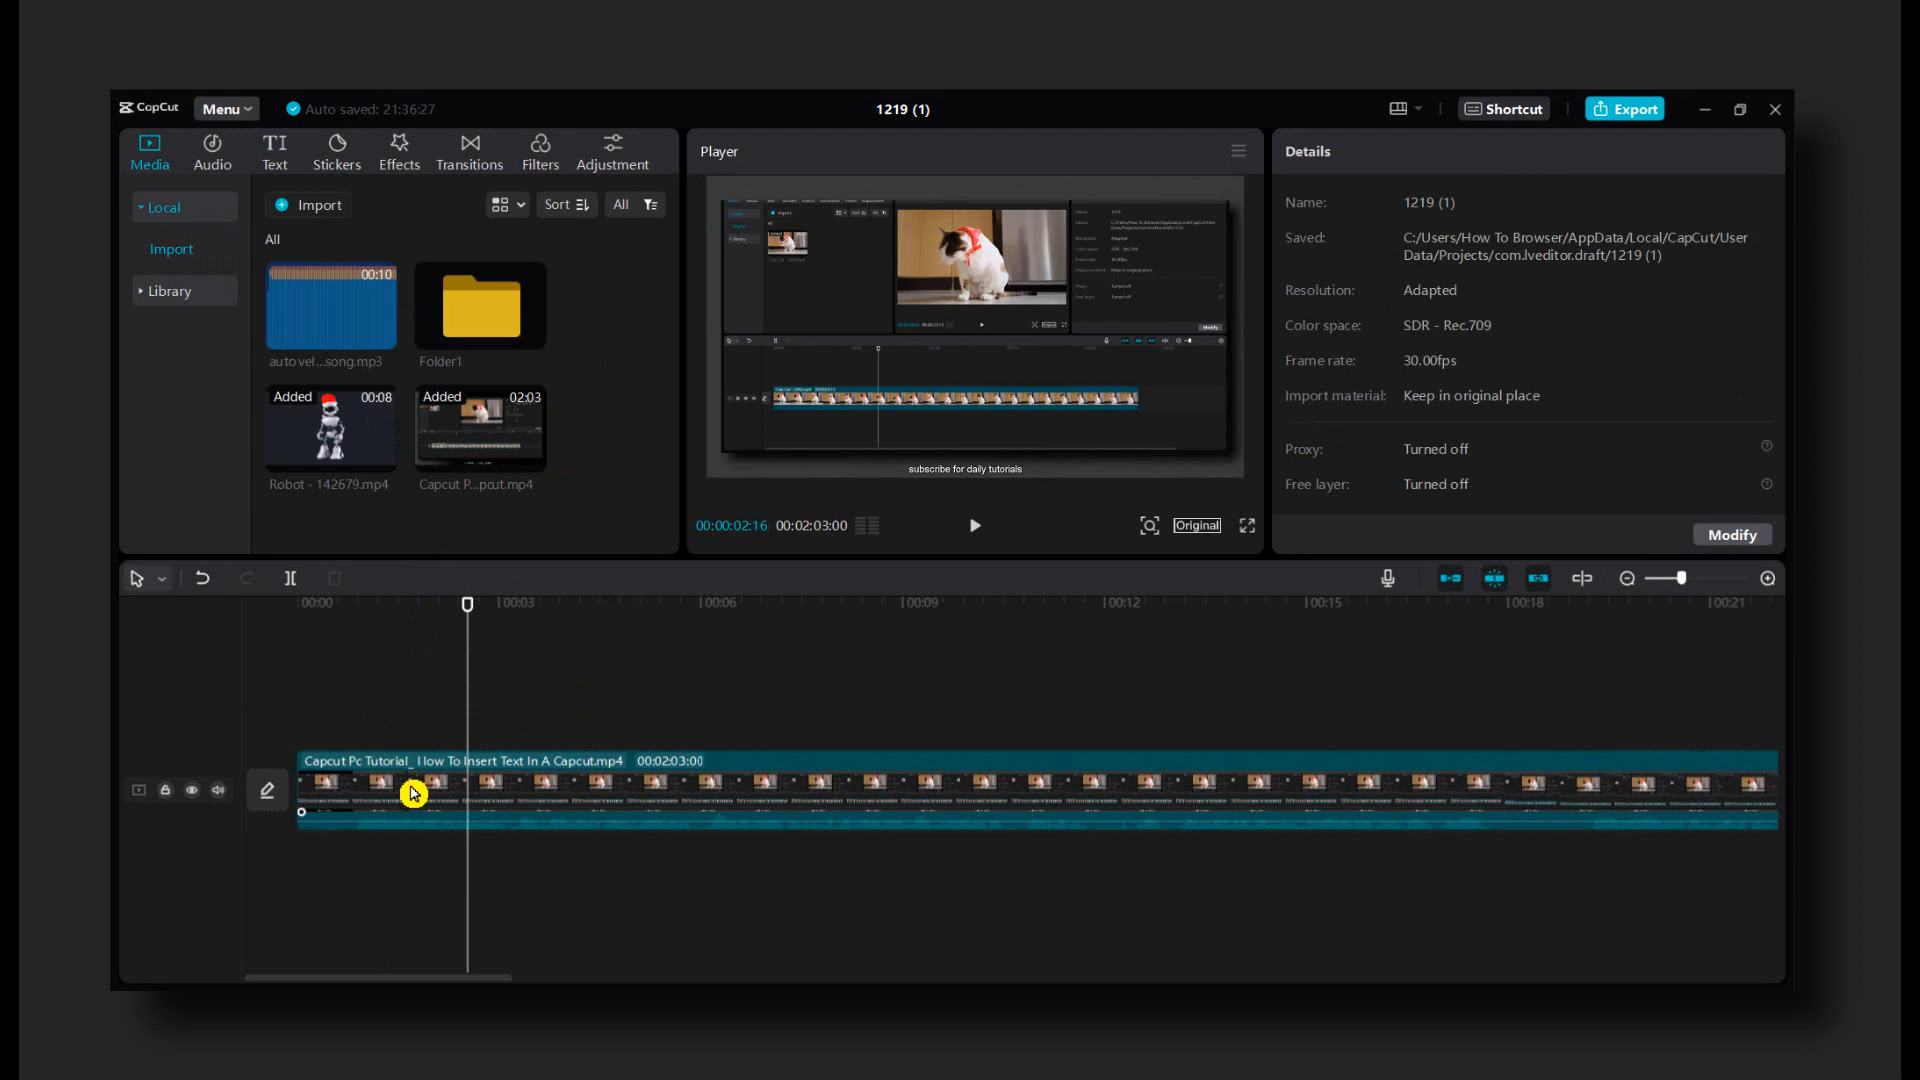 CapCut
Menu
Auto saved: 21:36:27
1219 (1)
Shortcut
Export
Media
Audio
TI
Text
Stickers
Effects
Transitions
Filters
Adjustment
Player
Details
Local
Import
Sort
All
Import
Library
All
00:10
auto vel...song.mp3
Folder1
Added
00:08
Added
02:03
Robot - 142679.mp4
Capcut P...pcut.mp4
subscribe for daily tutorials
00:00:02:16
00:02:03:00
Original
Name:
1219 (1)
Saved:
C:/Users/How To Browser/AppData/Local/CapCut/User
Data/Projects/com.lveditor.draft/1219 (1)
Resolution:
Adapted
Color space:
SDR - Rec.709
Frame rate:
30.00fps
Import material:
Keep in original place
Proxy:
Turned off
Free layer:
Turned off
Modify
00:00
00:03
00:06
00:09
00:12
00:15
00:18
00:21
Capcut Pc Tutorial_ How To Insert Text In A Capcut.mp4
00:02:03:00